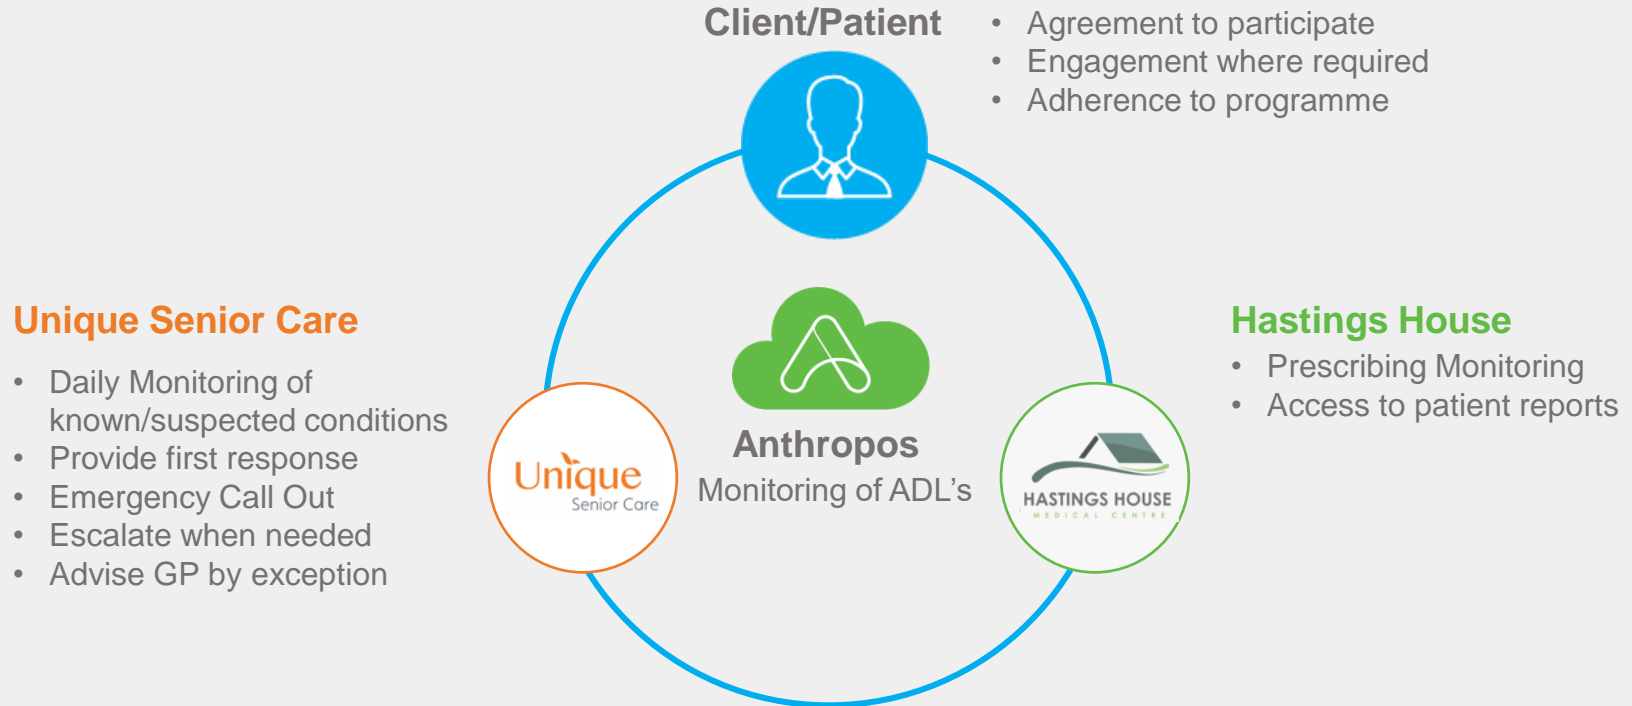 Client/Patient
• Agreement to participate
• Engagement where required
• Adherence to programme
Unique Senior Care
• Daily Monitoring of
known/suspected conditions
• Provide first response
• Emergency Call Out
• Escalate when needed
• Advise GP by exception
Unique
Senior Care
Anthropos
Monitoring of ADL’s
HASTINGS HOUSE
MEDICAL CENTRE
Hastings House
• Prescribing Monitoring
• Access to patient reports